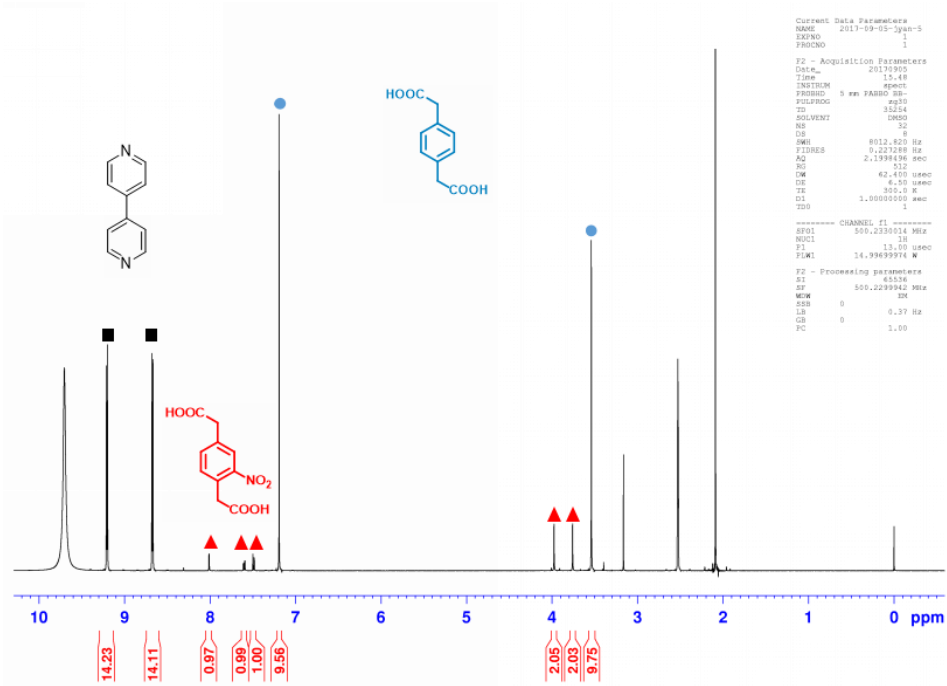 Current Data Parameters
NAME 2017-09-05-jyan-5
EXPNO 1
PROCNO 1
F2 - Acquisition Parameters
Date_ 20170905
Time 15.48
INSTRUM spect
PROBHD 5 mm PABBO BB-
PULPROG zg30
TD 35254
SOLVENT DMSO
NS 32
DS 8
SWH 8012.820 Hz
FIDRES 0.227288 Hz
AQ 2.1998496 sec
RG 512
DW 62.400 usec
DE 6.50 usec
TE 300.0 K
D1 1.00000000 sec
TD0 1
======== CHANNEL f1 ========
SFO1 500.2330014 MHz
NUC1 1H
P1 13.00 usec
PLW1 14.99699974 W
F2 - Processing parameters
SI 65536
SF 500.2299942 MHz
WDW EM
SSB 0
LB 0.37 Hz
GB 0
PC 1.00
HOOC
COOH
N
N
HOOC
NO2
COOH
10 9 8 7 6 5 4 3 2 1 0 ppm
14.23
14.11
0.97
0.99
1.00
9.56
2.05
2.03
9.75